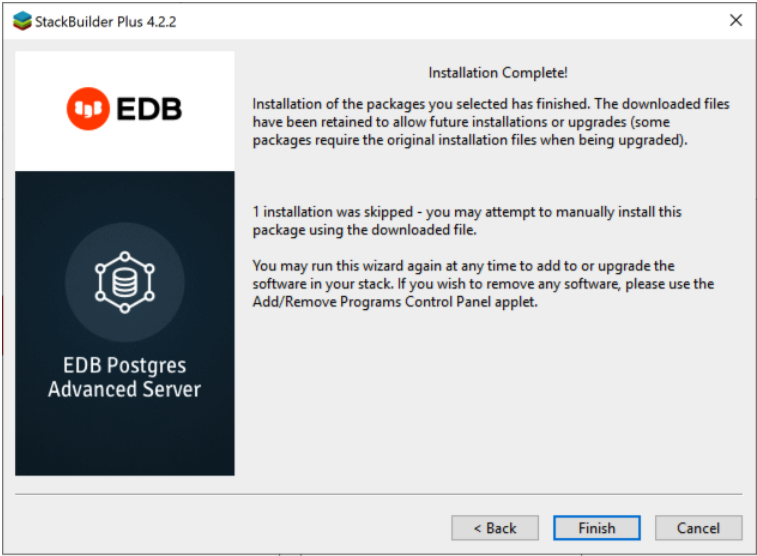 StackBuilder Plus 4.2.2
EDB
EDB Postgres
Advanced Server
Installation Complete!
Installation of the packages you selected has finished. The downloaded files
have been retained to allow future installations or upgrades (some
packages require the original installation files when being upgraded).
1 installation was skipped - you may attempt to manually install this
package using the downloaded file.
You may run this wizard again at any time to add to or upgrade the
software in your stack. If you wish to remove any software, please use the
Add/Remove Programs Control Panel applet.
< Back
Finish
Cancel